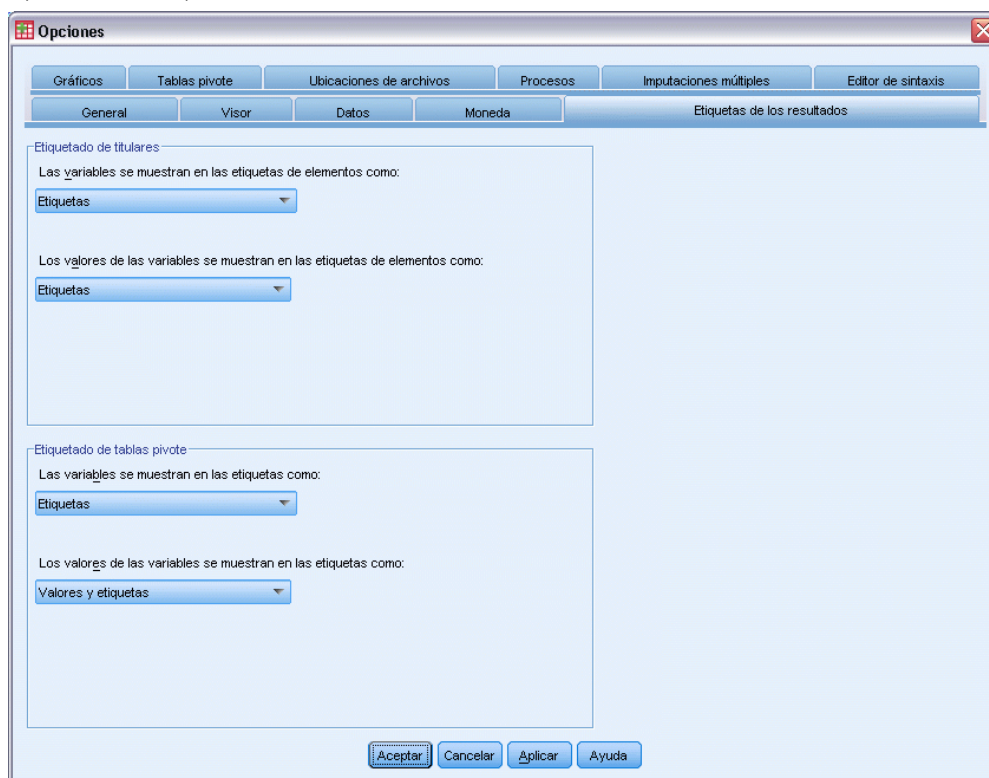 Opciones
Gráficos Tablas pivote Ubicaciones de archivos Procesos Imputaciones múltiples Editor de sintaxis
General Visor Datos Moneda Etiquetas de los resultados
Etiquetado de titulares
Las variables se muestran en las etiquetas de elementos como:
Etiquetas
Los valores de las variables se muestran en las etiquetas de elementos como:
Etiquetas
Etiquetado de tablas pivote
Las variables se muestran en las etiquetas como:
Etiquetas
Los valores de las variables se muestran en las etiquetas como:
Valores y etiquetas
Aceptar Cancelar Aplicar Ayuda